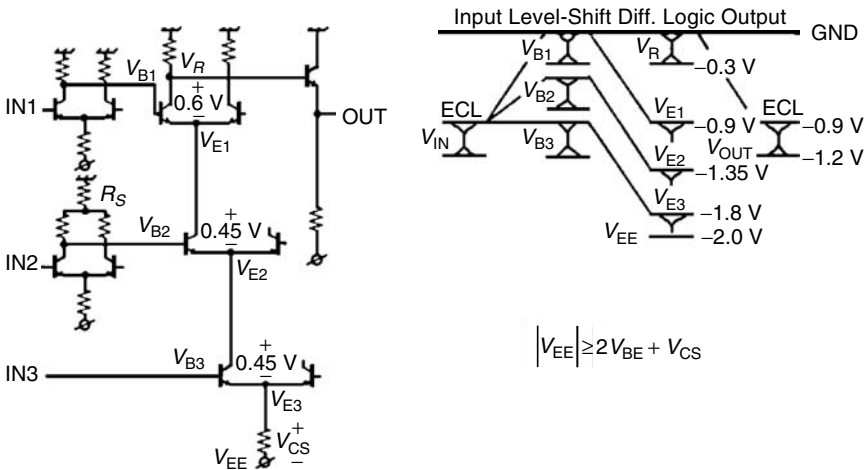 Input Level-Shift Diff. Logic Output
GND
V_B1
V_R
−0.3 V
V_B2
ECL
V_IN
V_B3
V_E1
−0.9 V
V_E2
−1.35 V
V_E3
−1.8 V
V_EE
−2.0 V
ECL
−0.9 V
V_OUT
−1.2 V
IN1
V_B1
V_R
+
0.6 V
−
V_E1
OUT
R_S
IN2
V_B2
+
0.45 V
−
V_E2
IN3
V_B3
+
0.45 V
−
V_E3
V_EE
V_CS
+
−
|V_EE| ≥ 2V_BE + V_CS